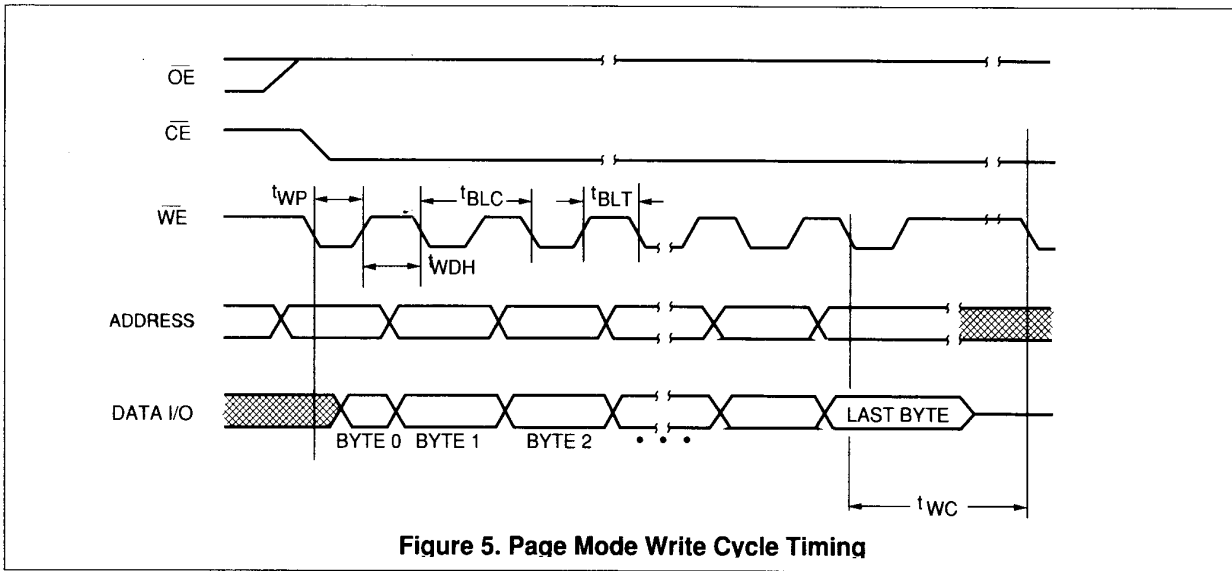 OE
CE
tWP
tBLC
tBLT
WE
tWDH
ADDRESS
DATA I/O
LAST BYTE
BYTE 0 BYTE 1 BYTE 2 • • •
tWC
Figure 5. Page Mode Write Cycle Timing